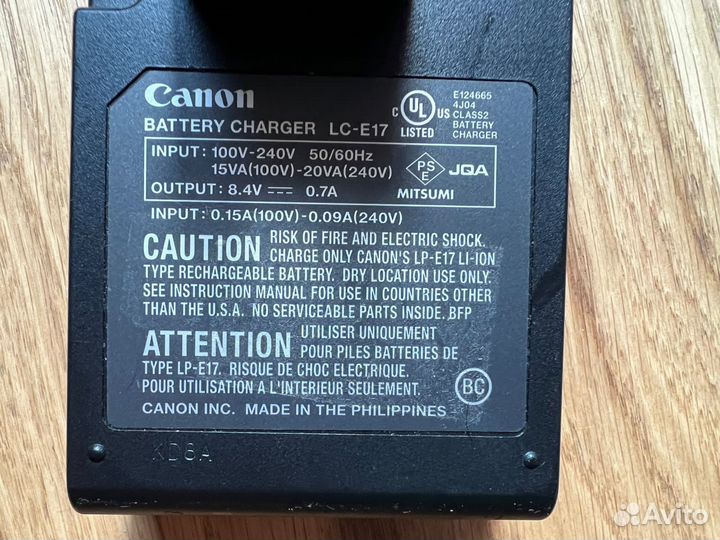 Canon
BATTERY CHARGER LC-E17
C UL US
LISTED
E124665
4J04
CLASS2
BATTERY
CHARGER
INPUT: 100V-240V 50/60Hz
15VA(100V)-20VA(240V)
OUTPUT: 8.4V ⎓ 0.7A
PS
E
JQA
MITSUMI
INPUT: 0.15A(100V)-0.09A(240V)
CAUTION RISK OF FIRE AND ELECTRIC SHOCK.
CHARGE ONLY CANON'S LP-E17 LI-ION
TYPE RECHARGEABLE BATTERY. DRY LOCATION USE ONLY.
SEE INSTRUCTION MANUAL FOR USE IN COUNTRIES OTHER
THAN THE U.S.A. NO SERVICEABLE PARTS INSIDE. BFP
ATTENTION UTILISER UNIQUEMENT
POUR PILES BATTERIES DE
TYPE LP-E17. RISQUE DE CHOC ELECTRIQUE.
POUR UTILISATION A L'INTERIEUR SEULEMENT.
BC
CANON INC. MADE IN THE PHILIPPINES
KD8A
Avito